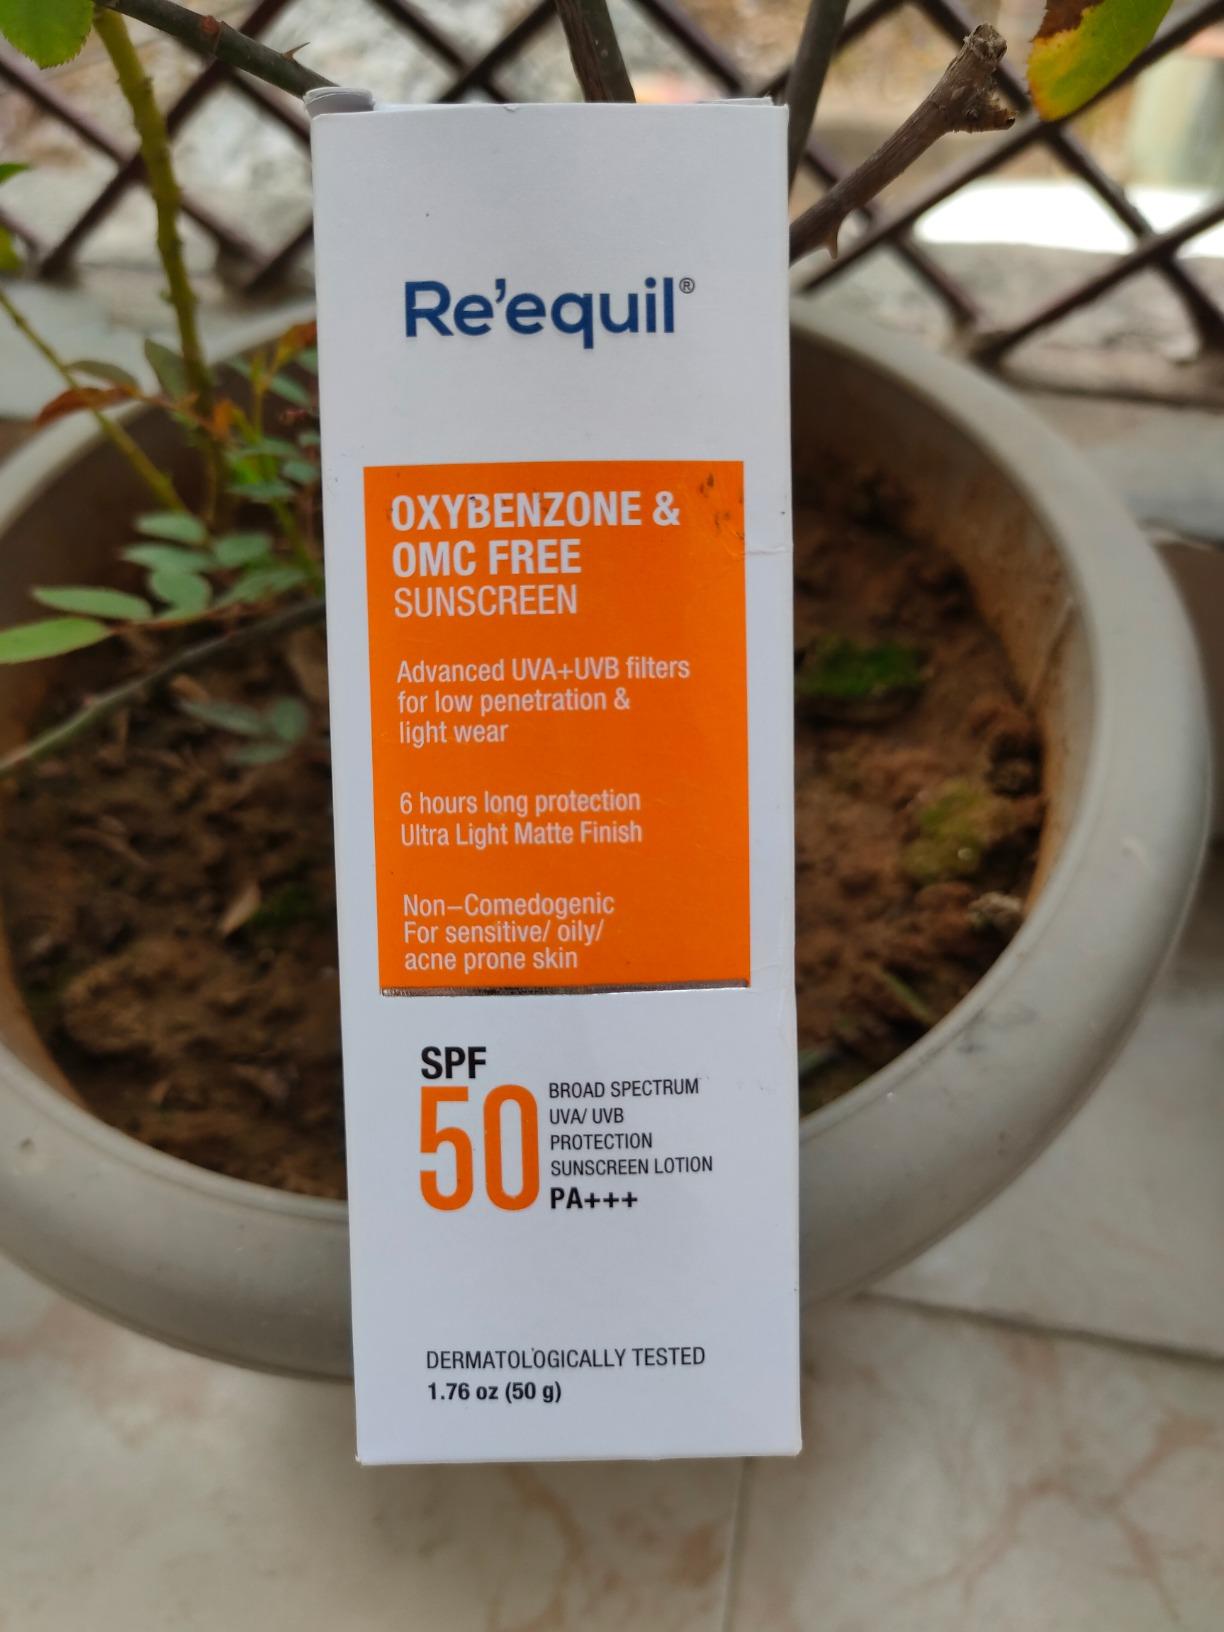 Re'equil®
OXYBENZONE &
OMC FREE
SUNSCREEN
Advanced UVA+UVB filters
for low penetration &
light wear
6 hours long protection
Ultra Light Matte Finish
Non–Comedogenic
For sensitive/ oily/
acne prone skin
SPF
50
BROAD SPECTRUM
UVA/ UVB
PROTECTION
SUNSCREEN LOTION
PA+++
DERMATOLOGICALLY TESTED
1.76 oz (50 g)